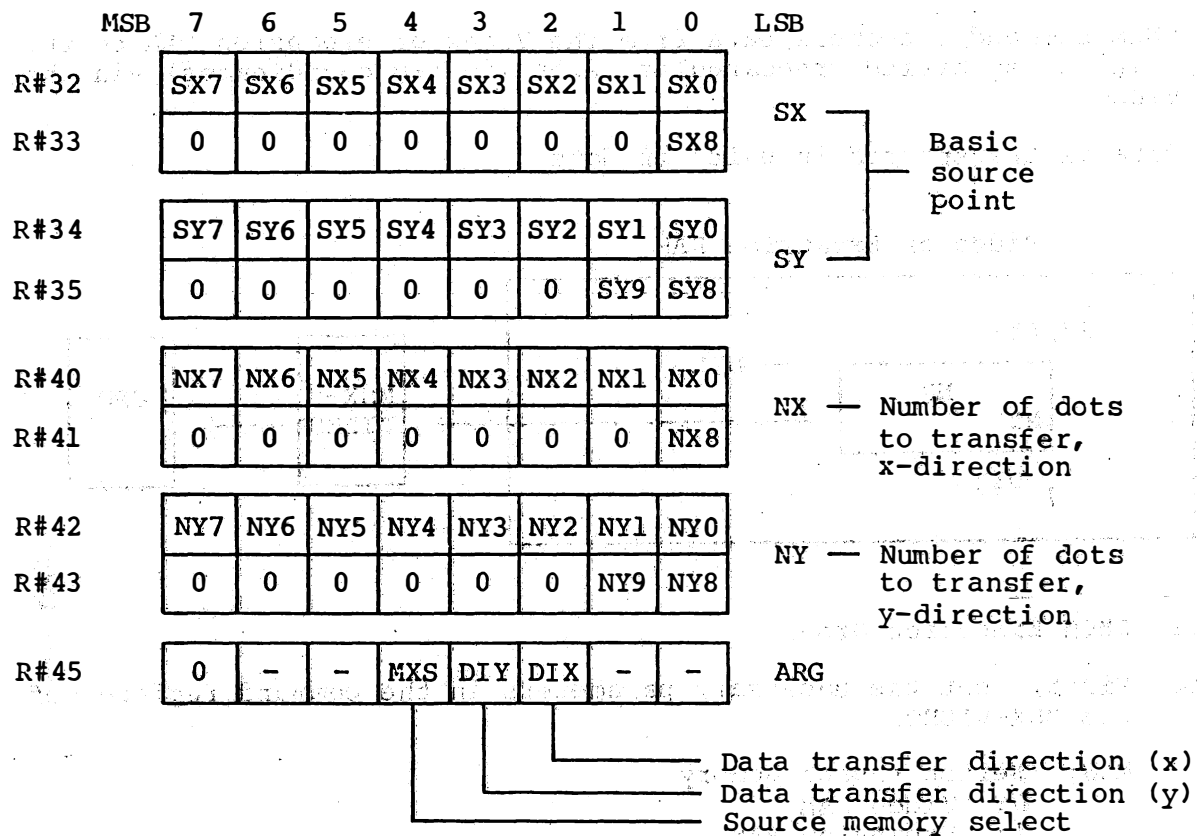 MSB 7 6 5 4 3 2 1 0 LSB
R#32 SX7 SX6 SX5 SX4 SX3 SX2 SX1 SX0
SX
R#33 0 0 0 0 0 0 0 SX8
Basic
source
point
R#34 SY7 SY6 SY5 SY4 SY3 SY2 SY1 SY0
SY
R#35 0 0 0 0 0 0 SY9 SY8
R#40 NX7 NX6 NX5 NX4 NX3 NX2 NX1 NX0
NX — Number of dots
R#41 0 0 0 0 0 0 0 NX8
to transfer,
x-direction
R#42 NY7 NY6 NY5 NY4 NY3 NY2 NY1 NY0
NY — Number of dots
R#43 0 0 0 0 0 0 NY9 NY8
to transfer,
y-direction
R#45 0 - - MXS DIY DIX - - ARG
Data transfer direction (x)
Data transfer direction (y)
Source memory select